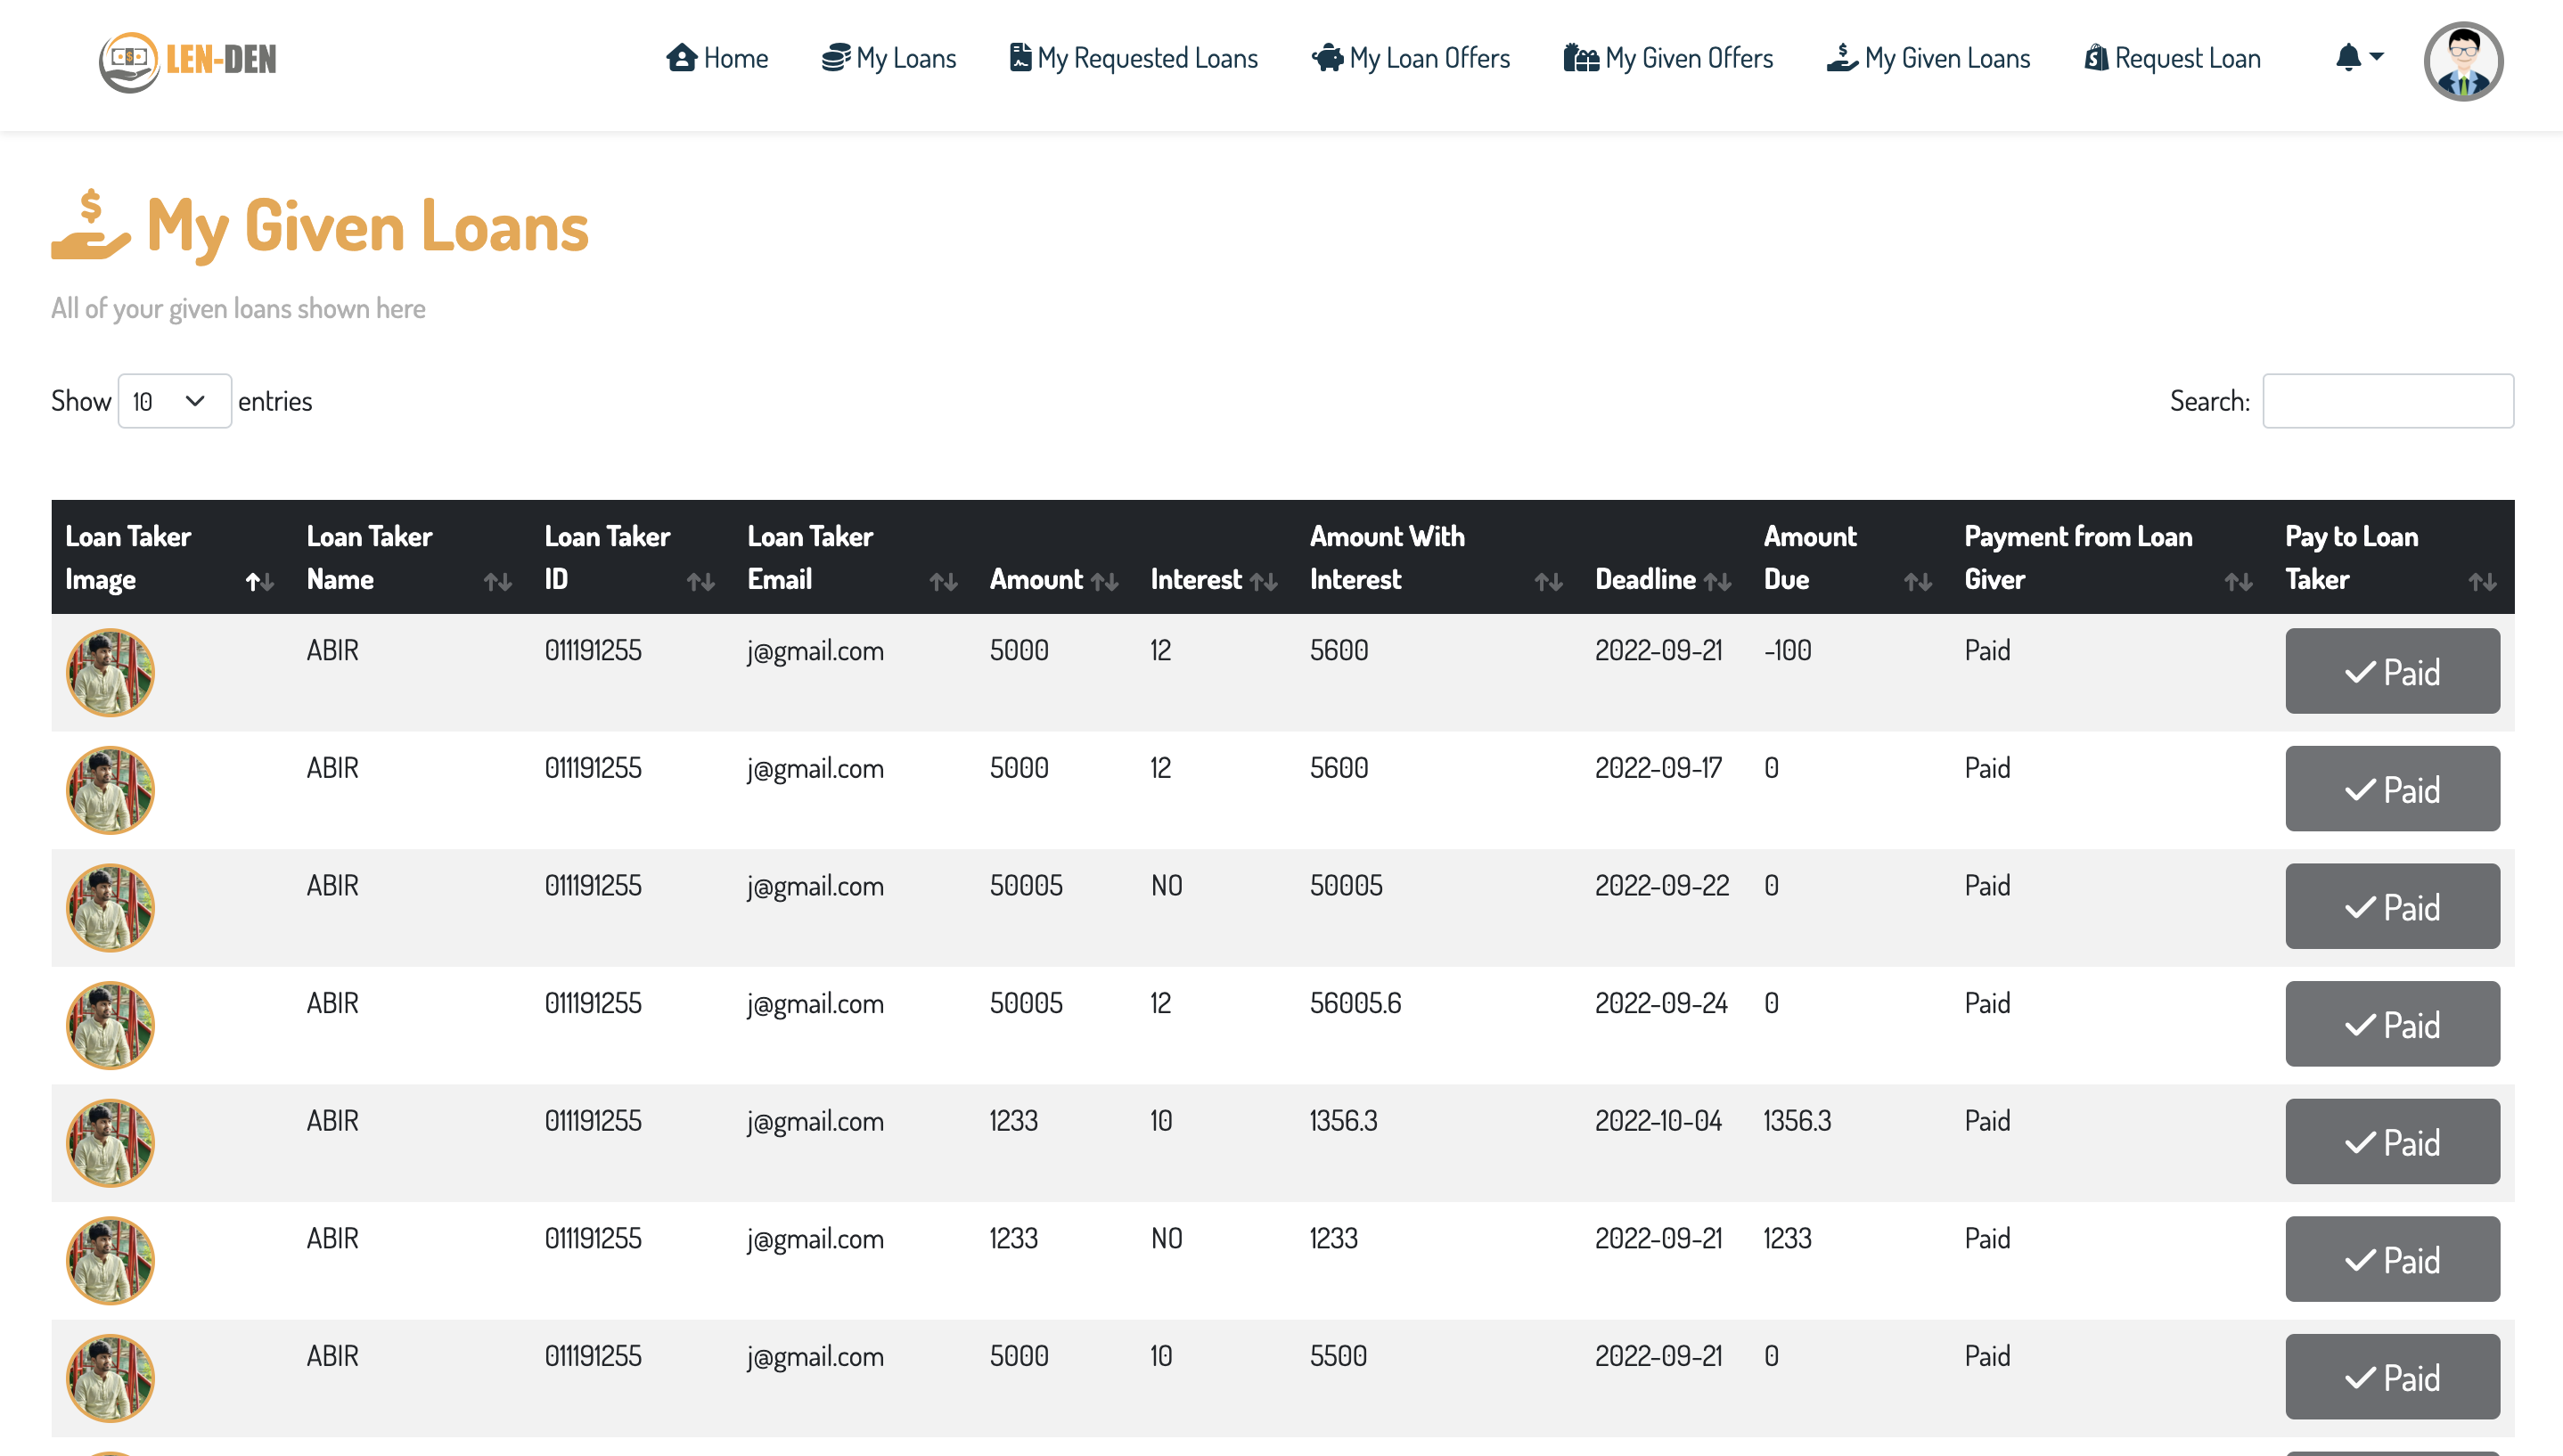 LEN-DEN
Home My Loans My Requested Loans My Loan Offers My Given Offers My Given Loans Request Loan
My Given Loans
All of your given loans shown here
Show 10 entries Search:
Loan Taker Image Loan Taker Name Loan Taker ID Loan Taker Email Amount Interest Amount With Interest Deadline Amount Due Payment from Loan Giver Pay to Loan Taker
ABIR 011191255 j@gmail.com 5000 12 5600 2022-09-21 -100 Paid Paid
ABIR 011191255 j@gmail.com 5000 12 5600 2022-09-17 0 Paid Paid
ABIR 011191255 j@gmail.com 50005 NO 50005 2022-09-22 0 Paid Paid
ABIR 011191255 j@gmail.com 50005 12 56005.6 2022-09-24 0 Paid Paid
ABIR 011191255 j@gmail.com 1233 10 1356.3 2022-10-04 1356.3 Paid Paid
ABIR 011191255 j@gmail.com 1233 NO 1233 2022-09-21 1233 Paid Paid
ABIR 011191255 j@gmail.com 5000 10 5500 2022-09-21 0 Paid Paid